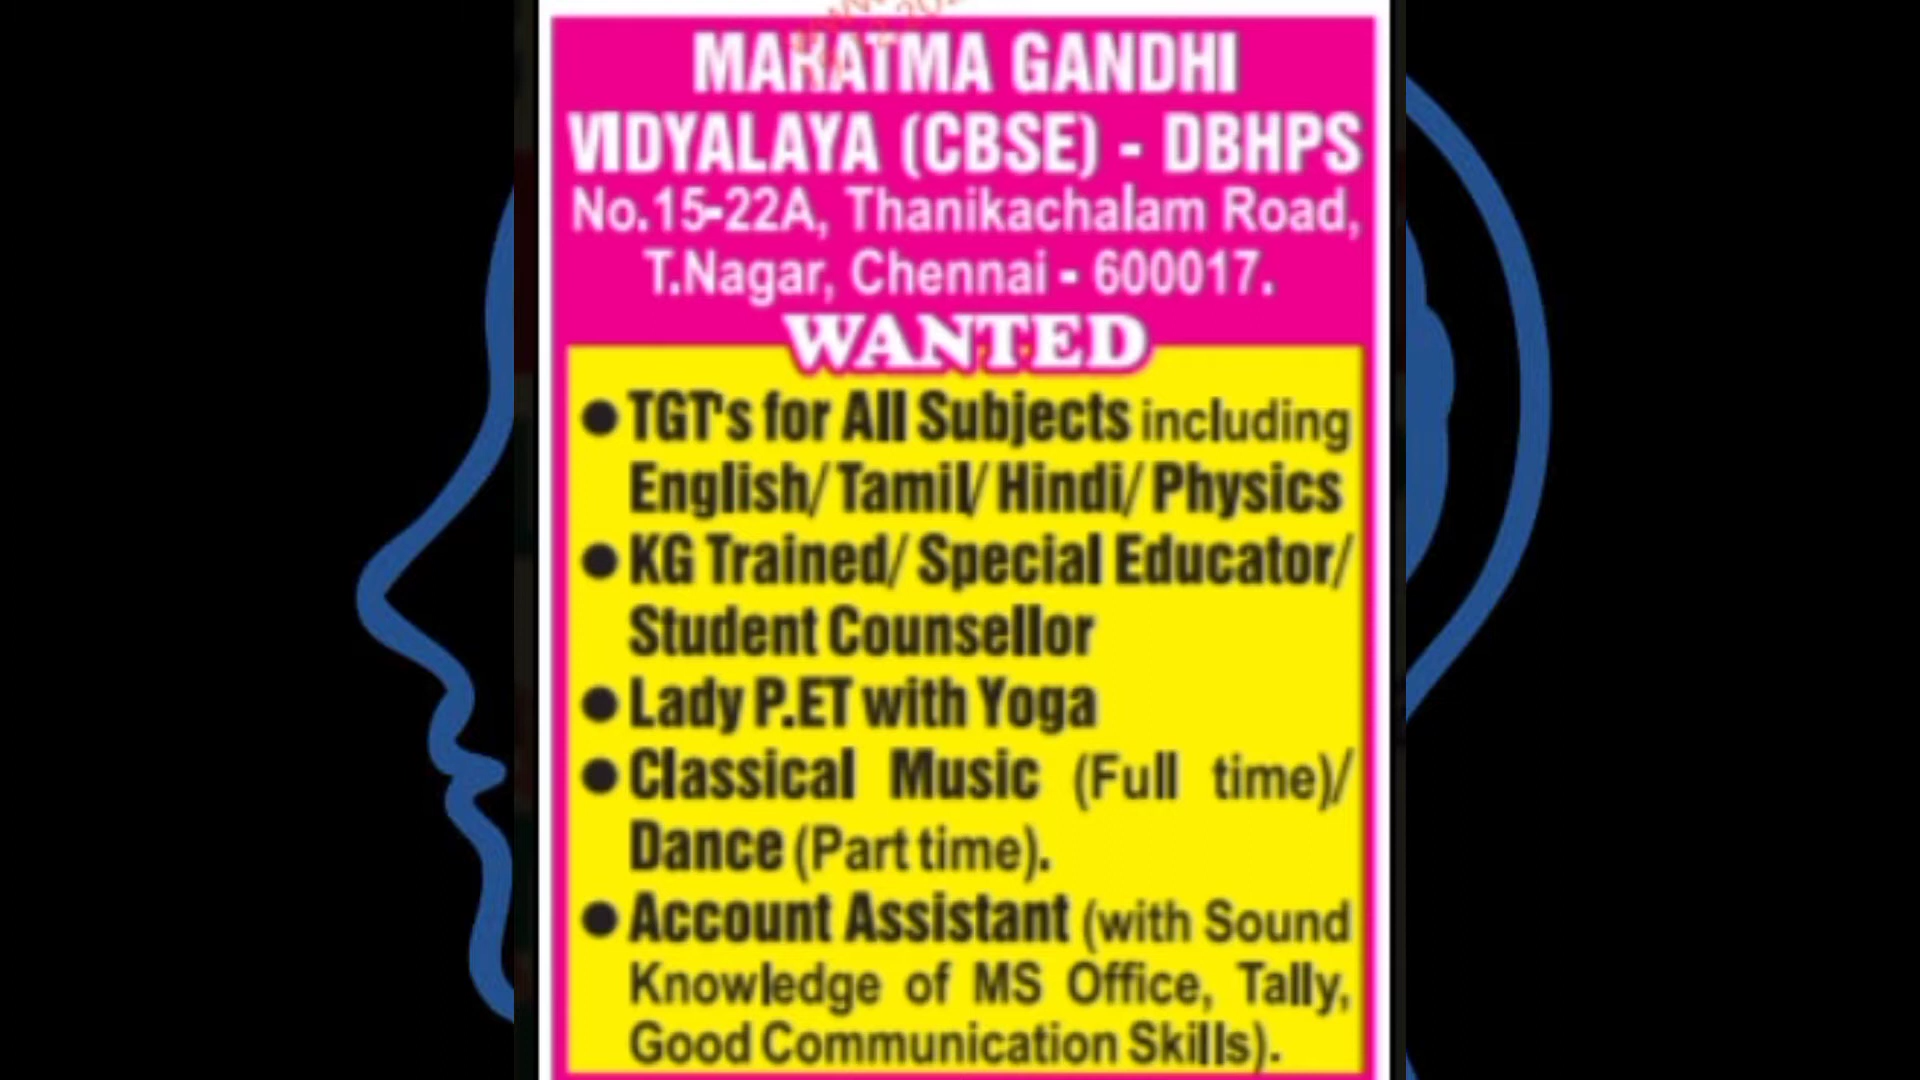 MAHATMA GANDHI
VIDYALAYA (CBSE) - DBHPS
No.15-22A, Thanikachalam Road,
T.Nagar, Chennai - 600017.
WANTED
● TGT's for All Subjects including
English/ Tamil/ Hindi/ Physics
● KG Trained/ Special Educator/
Student Counsellor
● Lady P.ET with Yoga
● Classical Music (Full time)/
Dance (Part time).
● Account Assistant (with Sound
Knowledge of MS Office, Tally,
Good Communication Skills).